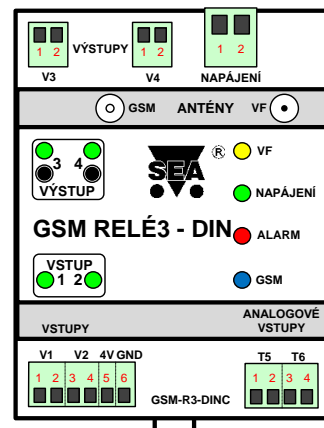 1 2
VÝSTUPY
1 2
1 2
V3
V4
NAPÁJENÍ
GSM
ANTÉNY
VF
3 4
VÝSTUP
SEA
®
VF
NAPÁJENÍ
GSM RELÉ3 - DIN
ALARM
VSTUP
1 2
GSM
VSTUPY
ANALOGOVÉ
VSTUPY
V1 V2 4V GND
T5 T6
1 2 3 4 5 6
1 2 3 4
GSM-R3-DINC